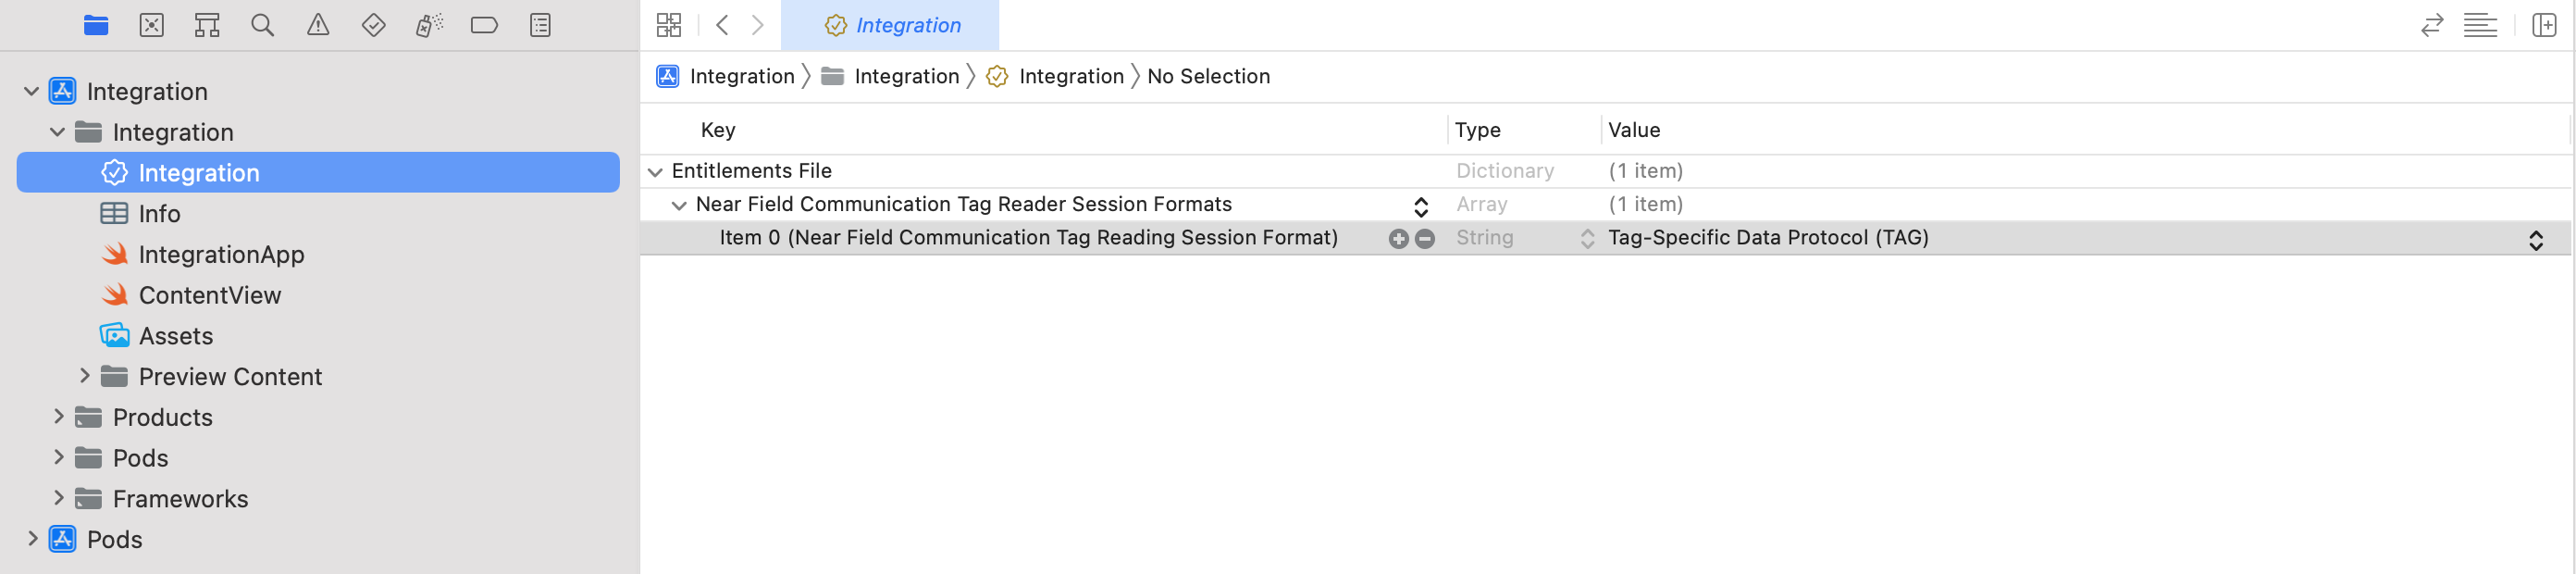 Integration
Integration
Integration
Info
IntegrationApp
ContentView
Assets
Preview Content
Products
Pods
Frameworks
Pods
Integration
Integration Integration Integration No Selection
Key Type Value
Entitlements File Dictionary (1 item)
Near Field Communication Tag Reader Session Formats Array (1 item)
Item 0 (Near Field Communication Tag Reading Session Format) String Tag-Specific Data Protocol (TAG)